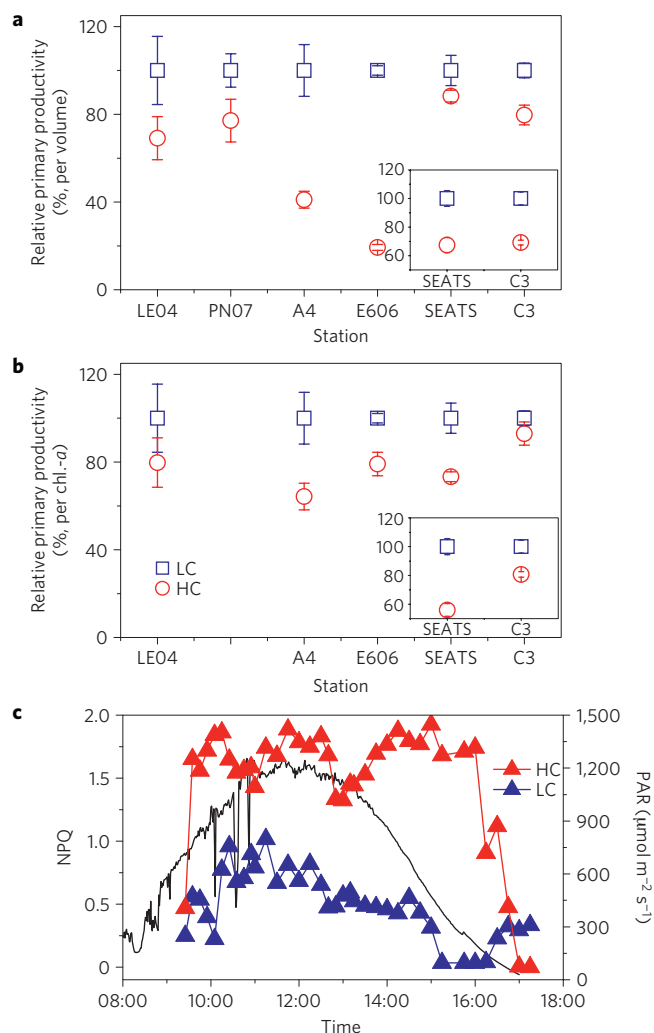 a
120
80
40
0
Relative primary productivity
(%, per volume)
120
100
80
60
SEATS
C3
LE04
PN07
A4
E606
SEATS
C3
Station
b
120
80
40
0
Relative primary productivity
(%, per chl.-a)
LC
HC
120
100
80
60
SEATS
C3
LE04
A4
E606
SEATS
C3
Station
c
2.0
1.5
1.0
0.5
0
NPQ
HC
LC
1,500
1,200
900
600
300
0
PAR (μmol m⁻² s⁻¹)
08:00
10:00
12:00
14:00
16:00
18:00
Time